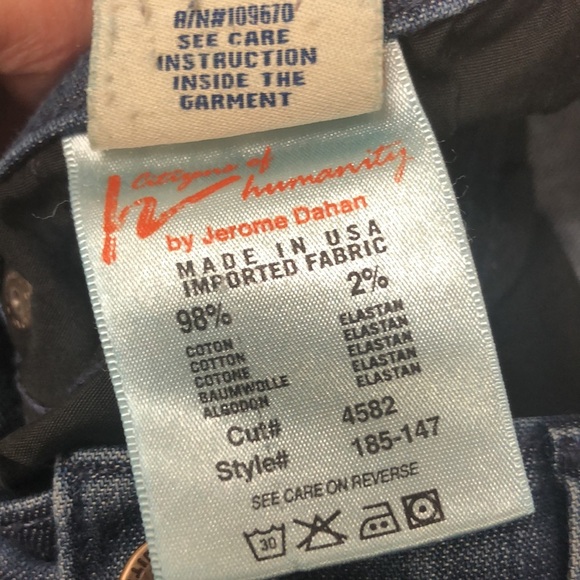 R/N#109670
SEE CARE
INSTRUCTION
INSIDE THE
GARMENT
Citizens of
humanity
by Jerome Dahan
MADE IN USA
IMPORTED FABRIC
98% 2%
COTON ELASTAN
COTTON ELASTAN
COTONE ELASTAN
BAUMWOLLE ELASTAN
ALGODON ELASTAN
Cut# 4582
Style# 185-147
SEE CARE ON REVERSE
30